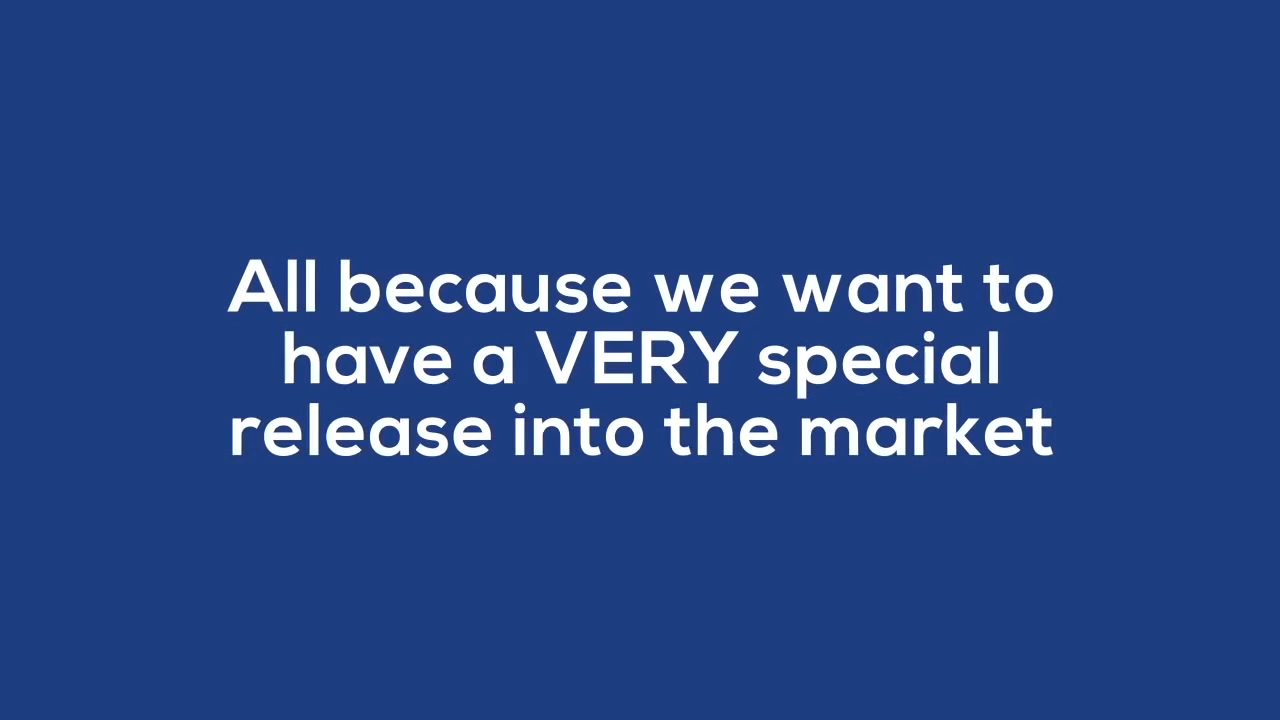 All because we want to
have a VERY special
release into the market